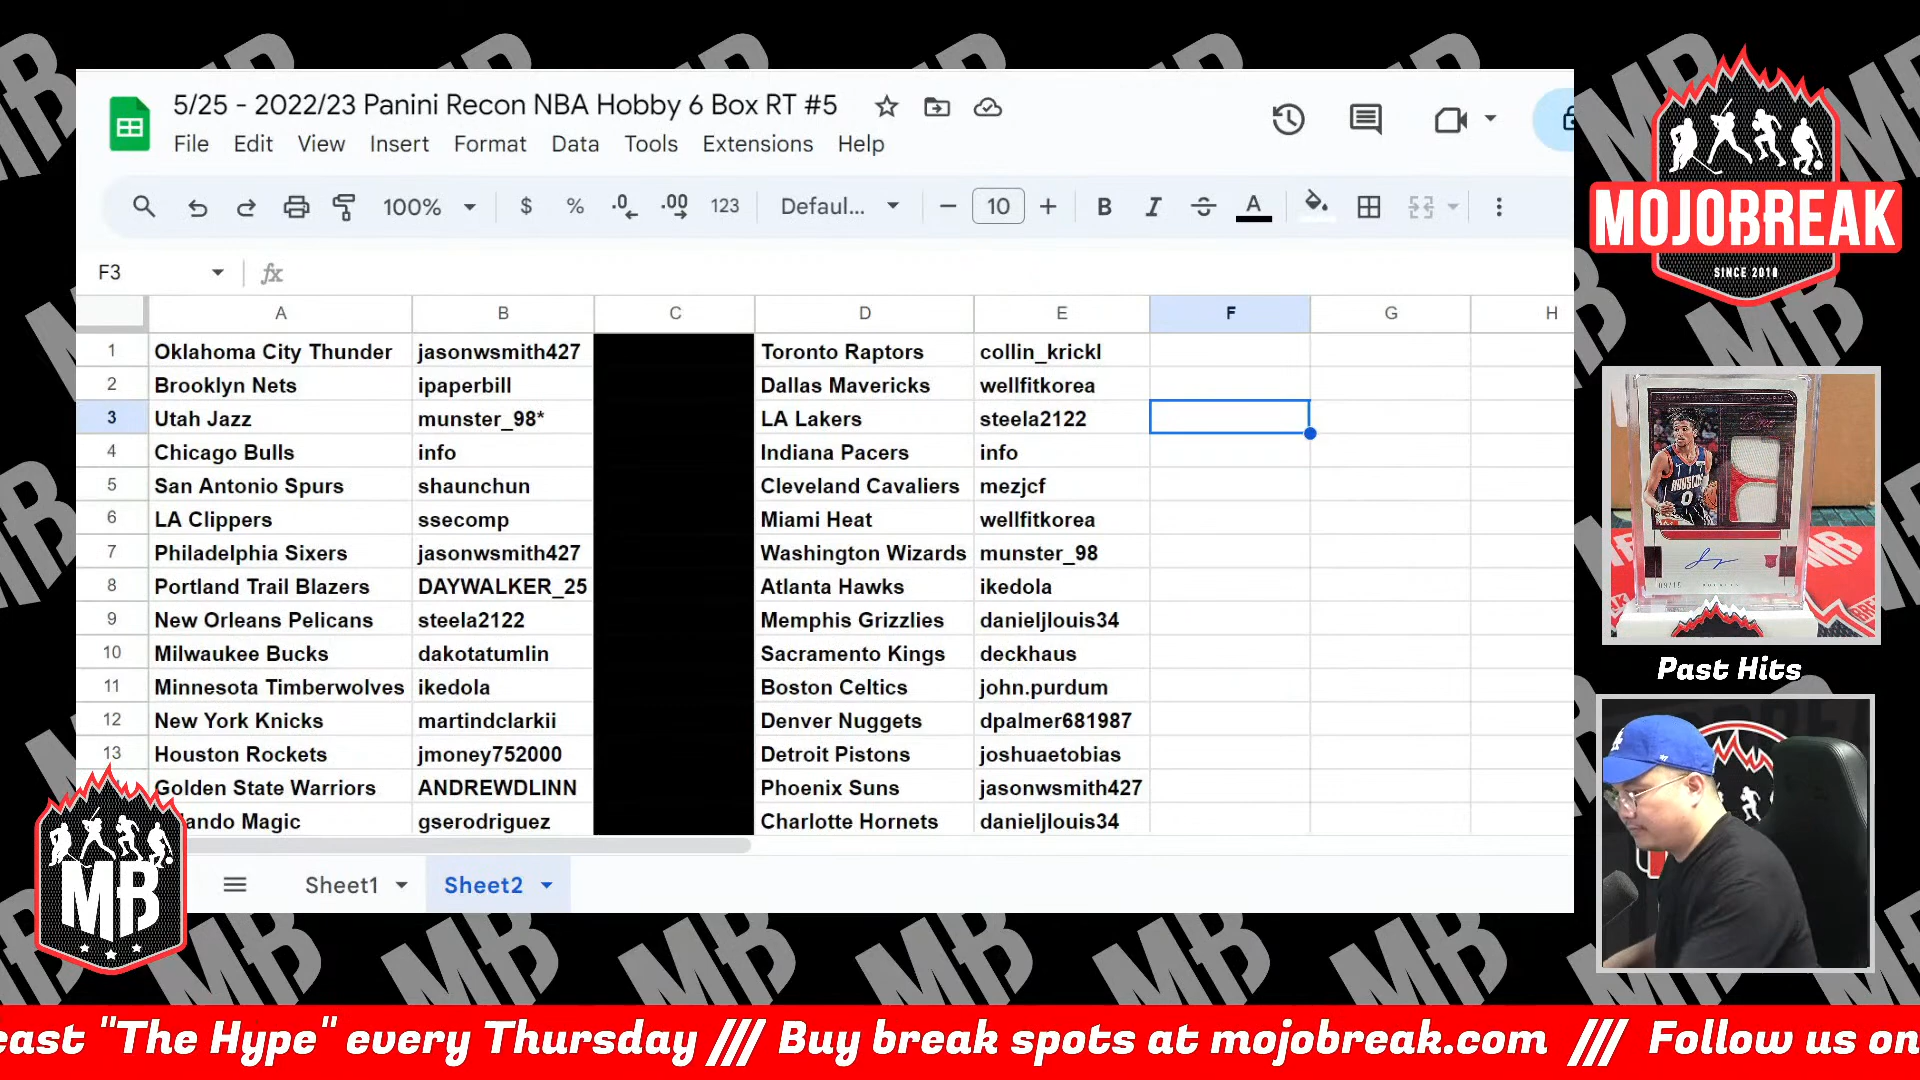 5/25 - 2022/23 Panini Recon NBA Hobby 6 Box RT #5
File Edit View Insert Format Data Tools Extensions Help
100% $ % .0 .00 123 Defaul... 10 B I A
F3 fx
A B C D E F G H
1 Oklahoma City Thunder jasonwsmith427 Toronto Raptors collin_krickl
2 Brooklyn Nets ipaperbill Dallas Mavericks wellfitkorea
3 Utah Jazz munster_98* LA Lakers steela2122
4 Chicago Bulls info Indiana Pacers info
5 San Antonio Spurs shaunchun Cleveland Cavaliers mezjcf
6 LA Clippers ssecomp Miami Heat wellfitkorea
7 Philadelphia Sixers jasonwsmith427 Washington Wizards munster_98
8 Portland Trail Blazers DAYWALKER_25 Atlanta Hawks ikedola
9 New Orleans Pelicans steela2122 Memphis Grizzlies danieljlouis34
10 Milwaukee Bucks dakotatumlin Sacramento Kings deckhaus
11 Minnesota Timberwolves ikedola Boston Celtics john.purdum
12 New York Knicks martindclarkii Denver Nuggets dpalmer681987
13 Houston Rockets jmoney752000 Detroit Pistons joshuaetobias
Golden State Warriors ANDREWDLINN Phoenix Suns jasonwsmith427
ando Magic gserodriguez Charlotte Hornets danieljlouis34
Sheet1 Sheet2
MB
MOJOBREAK
SINCE 2010
Past Hits
east "The Hype" every Thursday /// Buy break spots at mojobreak.com /// Follow us on